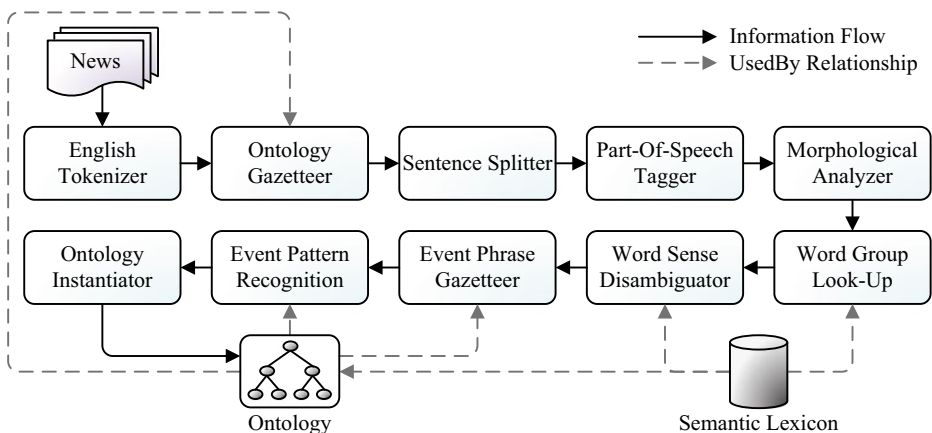 News
Information Flow
UsedBy Relationship
English
Tokenizer
Ontology
Gazetteer
Sentence Splitter
Part-Of-Speech
Tagger
Morphological
Analyzer
Ontology
Instantiator
Event Pattern
Recognition
Event Phrase
Gazetteer
Word Sense
Disambiguator
Word Group
Look-Up
Ontology
Semantic Lexicon